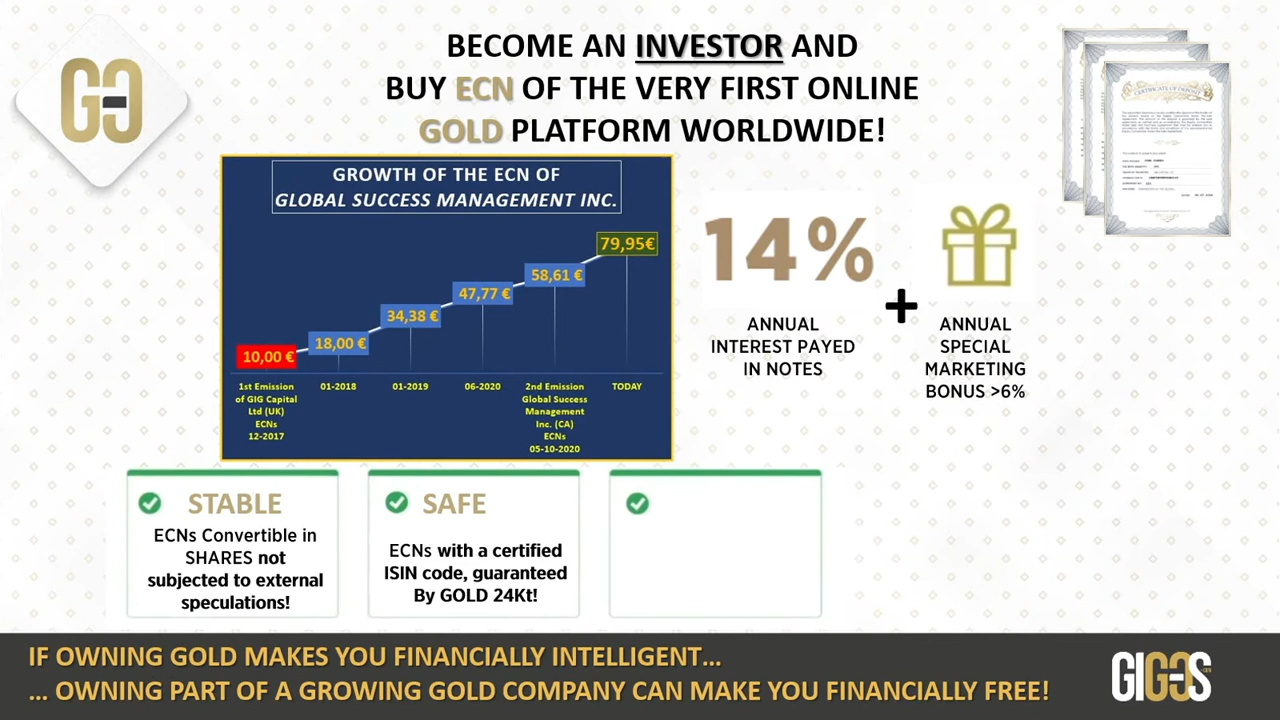 BECOME AN INVESTOR AND
BUY ECN OF THE VERY FIRST ONLINE
GOLD PLATFORM WORLDWIDE!
CERTIFICATE OF DEPOSIT
GROWTH OF THE ECN OF
GLOBAL SUCCESS MANAGEMENT INC.
79,95€
58,61 €
47,77 €
34,38 €
18,00 €
10,00 €
1st Emission
of GIG Capital
Ltd (UK)
ECNs
12-2017
01-2018
01-2019
06-2020
2nd Emission
Global Success
Management
Inc. (CA)
ECNs
05-10-2020
TODAY
14%
ANNUAL
INTEREST PAYED
IN NOTES
+
ANNUAL
SPECIAL
MARKETING
BONUS >6%
STABLE
ECNs Convertible in
SHARES not
subjected to external
speculations!
SAFE
ECNs with a certified
ISIN code, guaranteed
By GOLD 24Kt!
IF OWNING GOLD MAKES YOU FINANCIALLY INTELLIGENT...
... OWNING PART OF A GROWING GOLD COMPANY CAN MAKE YOU FINANCIALLY FREE!
GIGOS